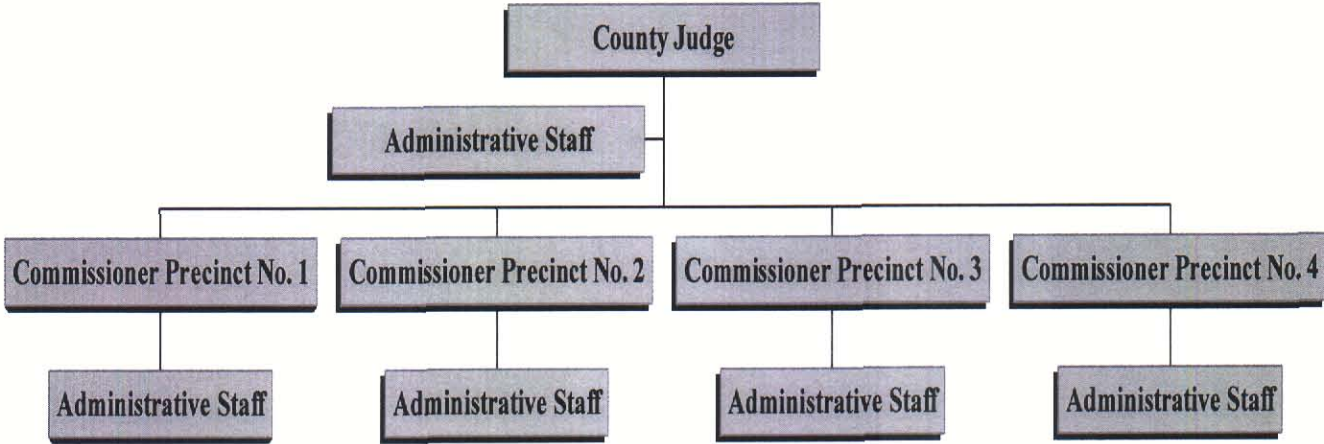 County Judge
Administrative Staff
Commissioner Precinct No. 1
Commissioner Precinct No. 2
Commissioner Precinct No. 3
Commissioner Precinct No. 4
Administrative Staff
Administrative Staff
Administrative Staff
Administrative Staff